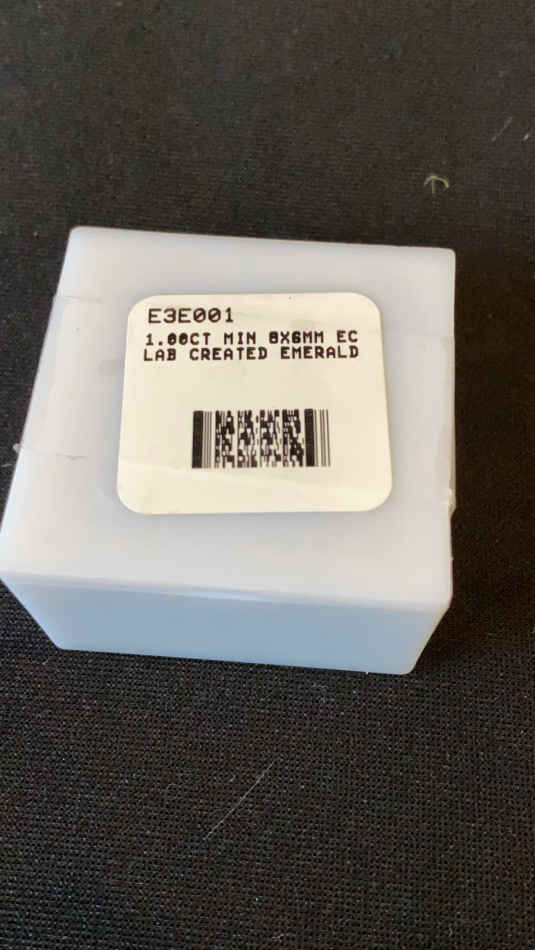 E3E001
1.00CT MIN 8X6MM EC
LAB CREATED EMERALD